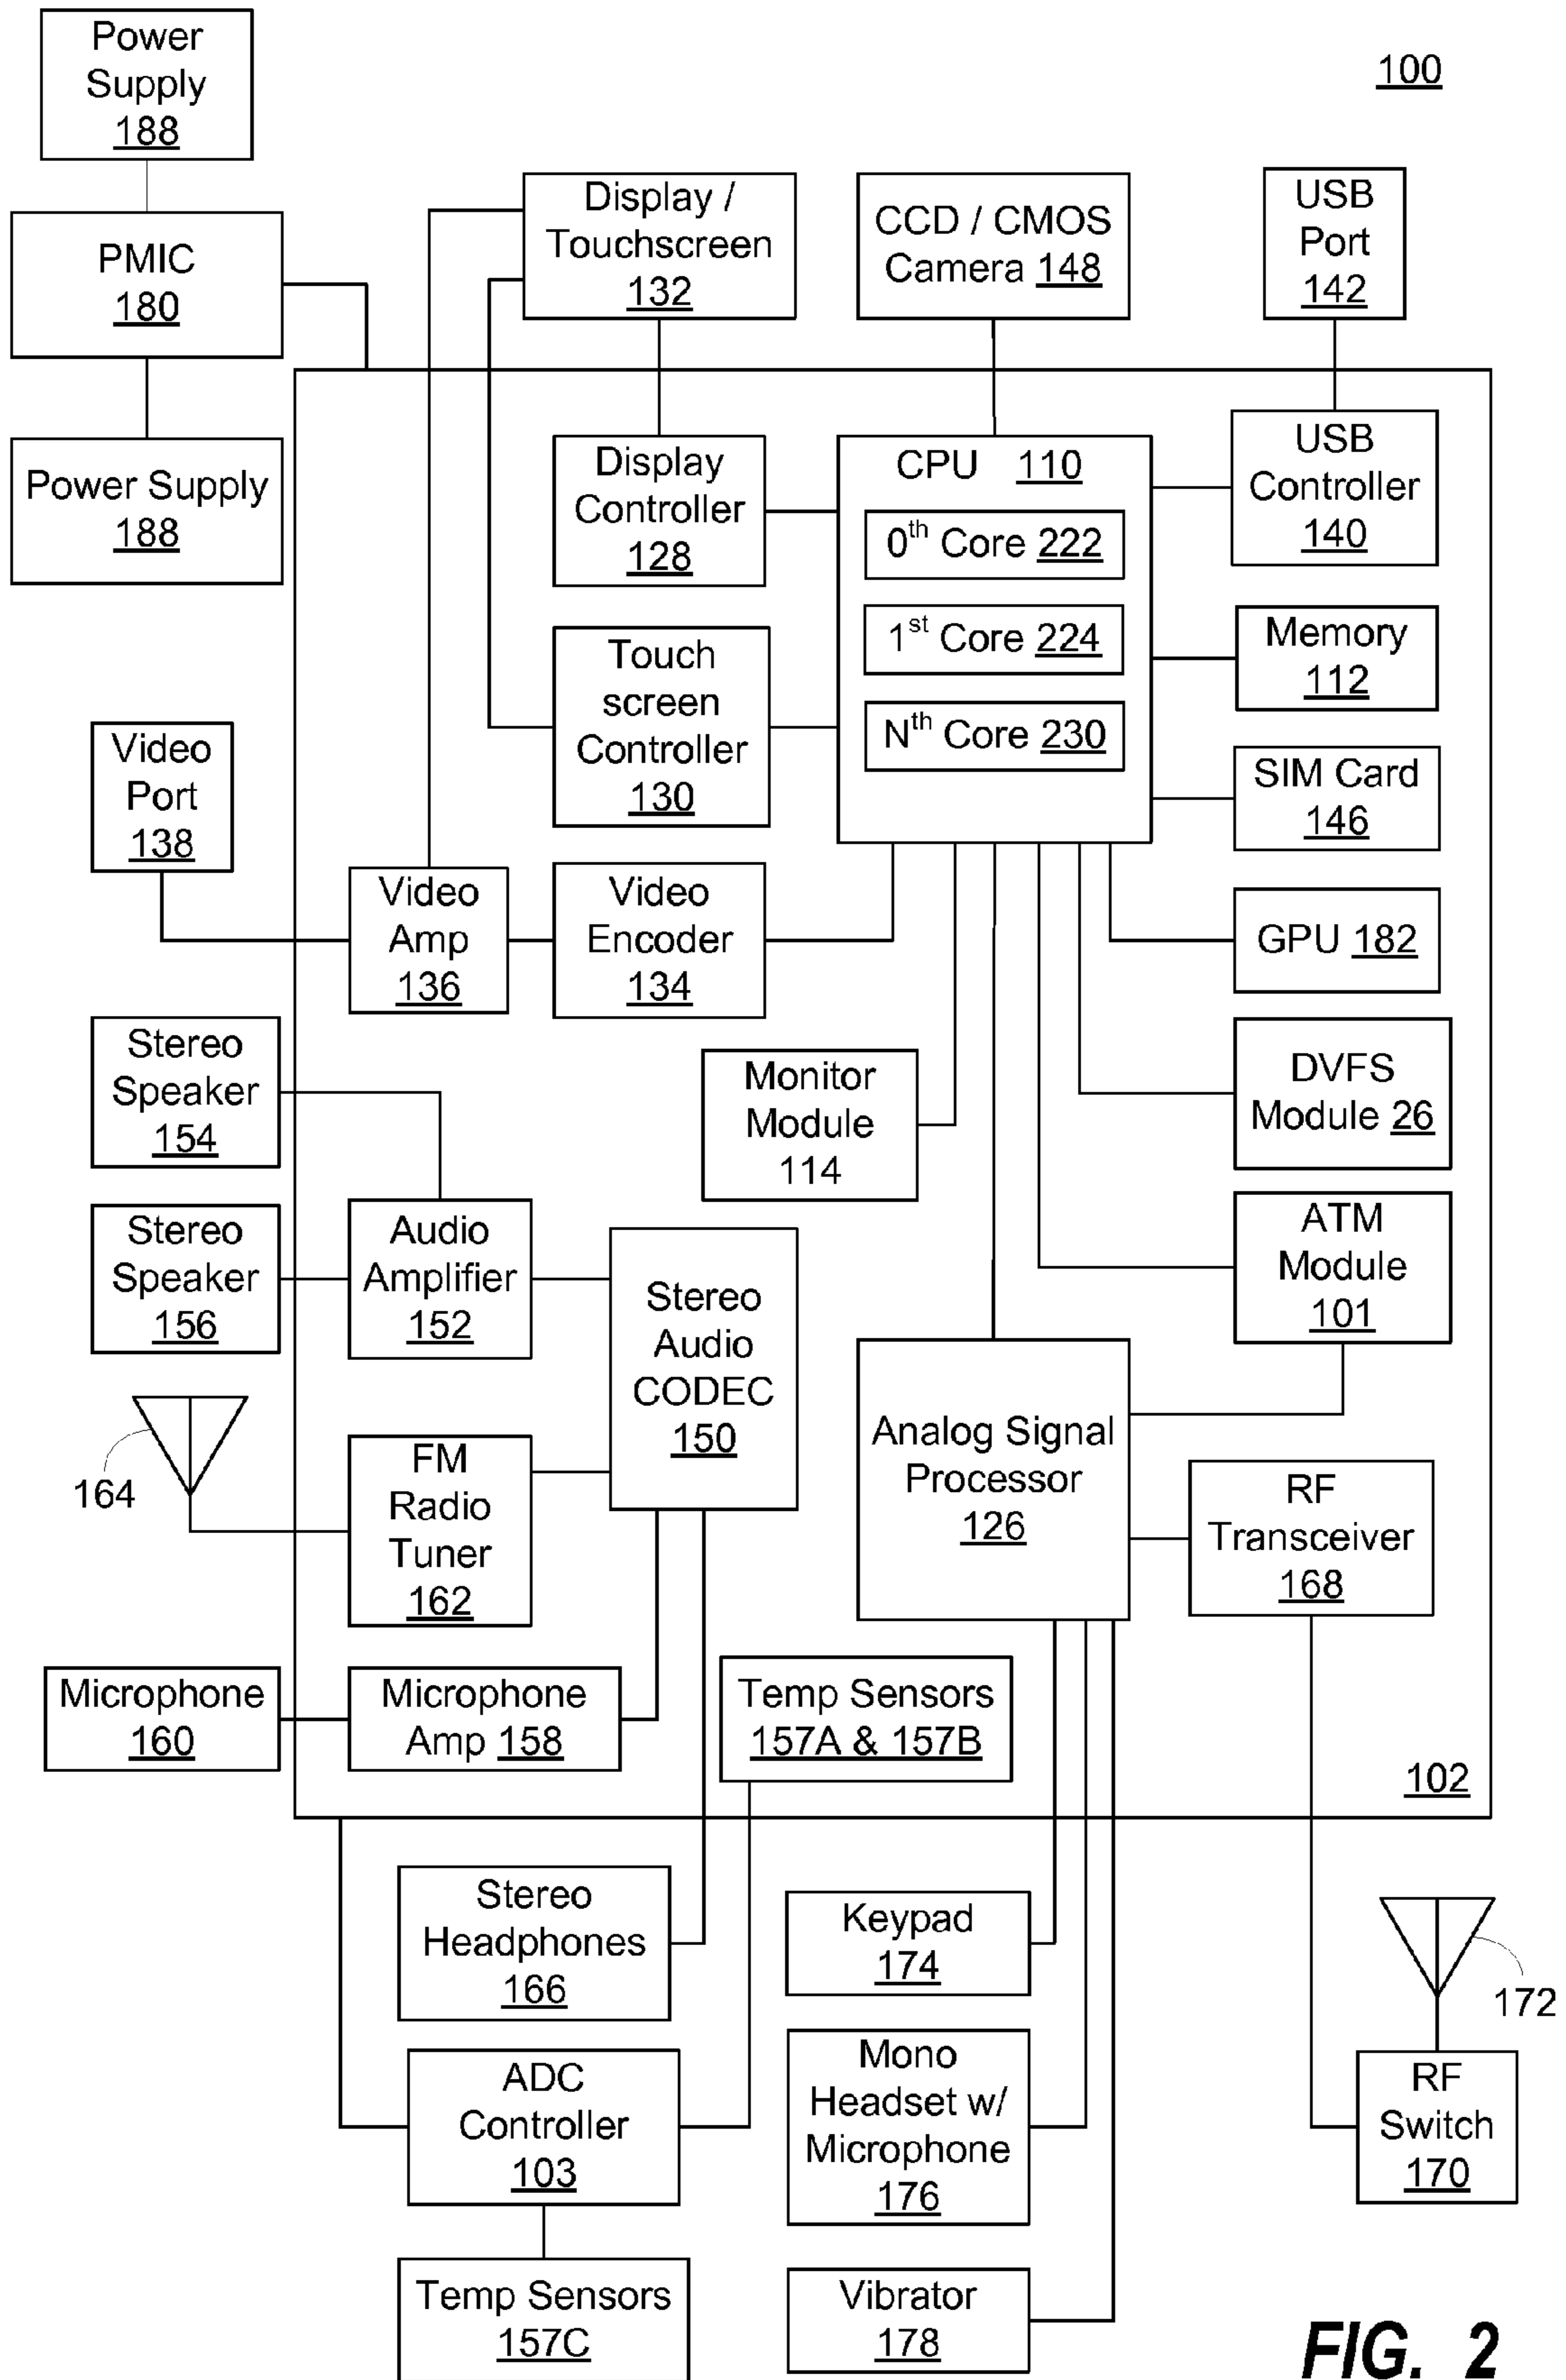 Power
Supply
188
100
PMIC
180
Power Supply
188
Display /
Touchscreen
132
CCD / CMOS
Camera 148
USB
Port
142
Display
Controller
128
CPU 110
0th Core 222
1st Core 224
Nth Core 230
USB
Controller
140
Touch
screen
Controller
130
Memory
112
SIM Card
146
Video
Port
138
Video
Amp
136
Video
Encoder
134
GPU 182
Stereo
Speaker
154
Monitor
Module
114
DVFS
Module 26
Stereo
Speaker
156
Audio
Amplifier
152
Stereo
Audio
CODEC
150
ATM
Module
101
164
FM
Radio
Tuner
162
Analog Signal
Processor
126
RF
Transceiver
168
Microphone
160
Microphone
Amp 158
Temp Sensors
157A & 157B
102
Stereo
Headphones
166
Keypad
174
172
ADC
Controller
103
Mono
Headset w/
Microphone
176
RF
Switch
170
Temp Sensors
157C
Vibrator
178
FIG. 2